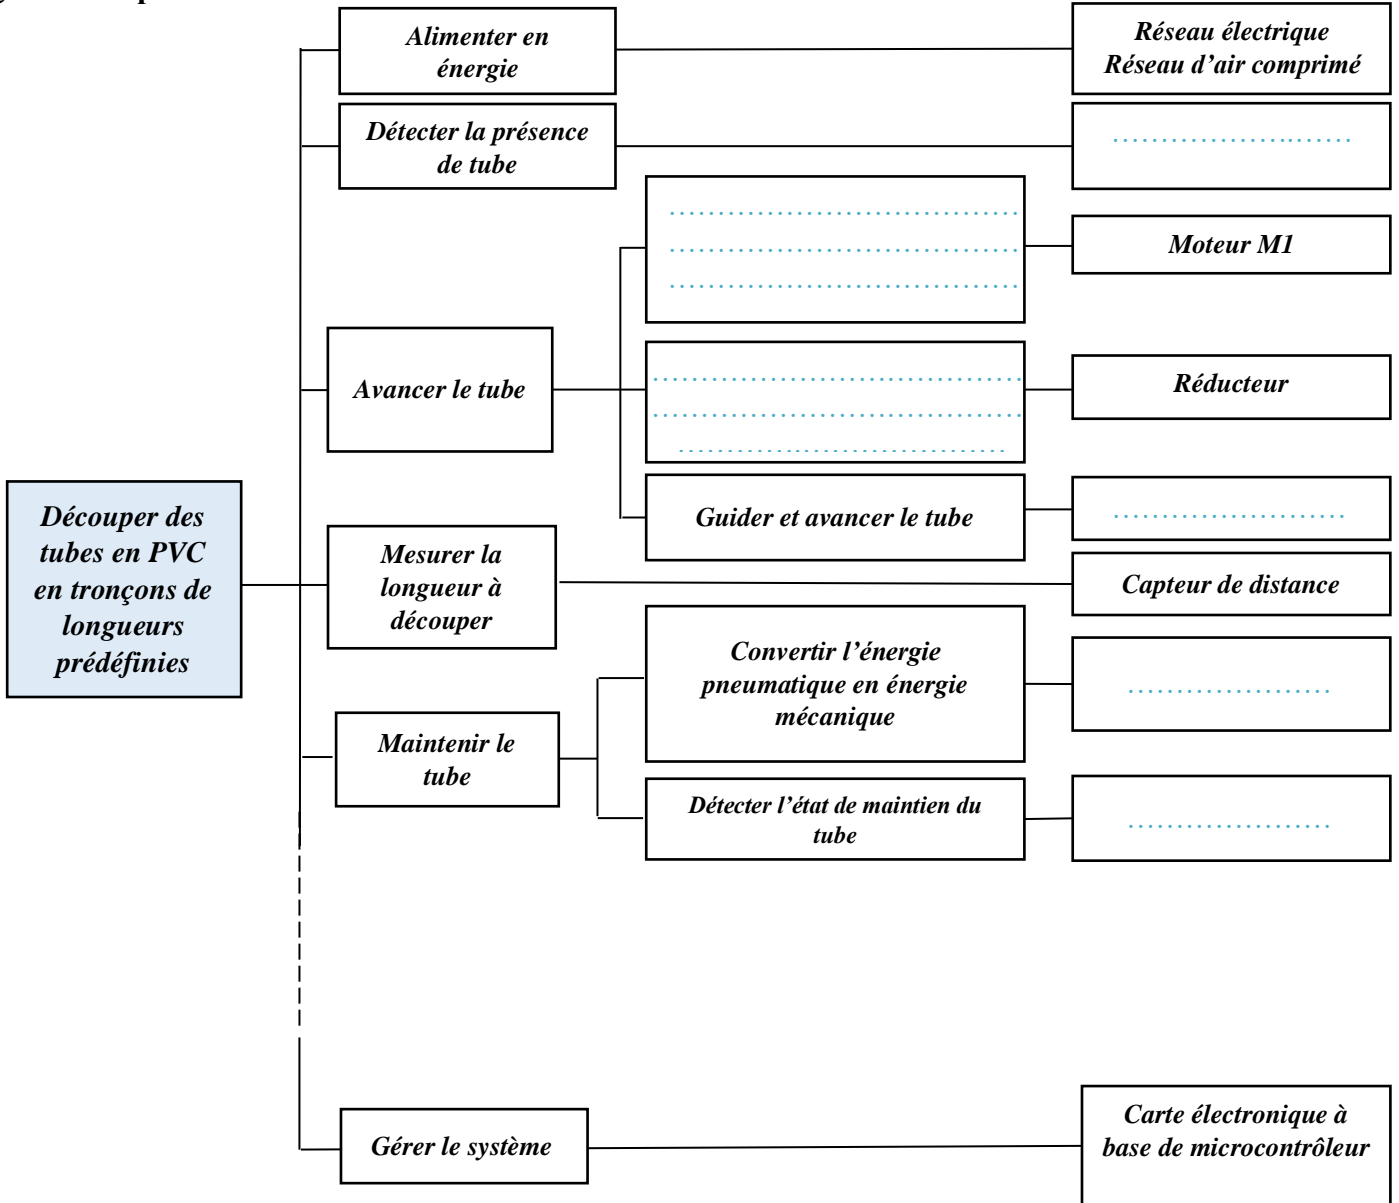 Alimenter en
énergie
Réseau électrique
Réseau d’air comprimé
Détecter la présence
de tube
……………………
………………………………
………………………………
………………………………
Moteur M1
Avancer le tube
………………………………
………………………………
……………………………
Réducteur
Guider et avancer le tube
……………………
Découper des
tubes en PVC
en tronçons de
longueurs
prédéfinies
Mesurer la
longueur à
découper
Capteur de distance
Maintenir le
tube
Convertir l’énergie
pneumatique en énergie
mécanique
…………………
Détecter l’état de maintien du
tube
…………………
Gérer le système
Carte électronique à
base de microcontrôleur